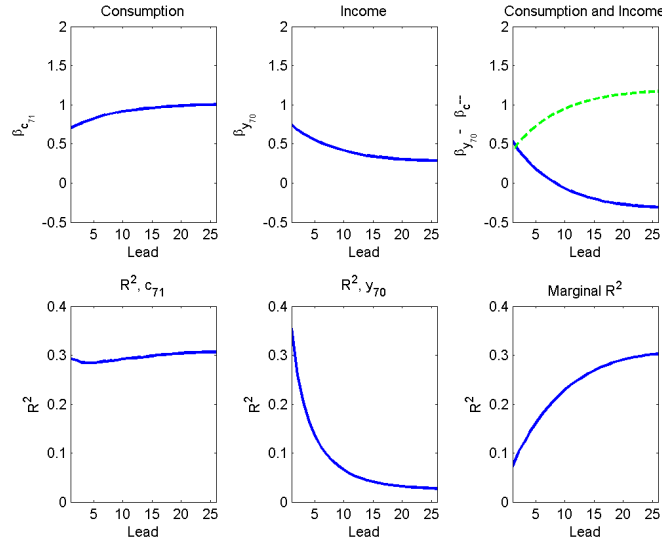 Consumption
Income
Consumption and Income
β_c_71
2
1.5
1
0.5
0
-0.5
5 10 15 20 25
Lead
β_y_70
2
1.5
1
0.5
0
-0.5
5 10 15 20 25
Lead
β_y_70 - β_c --
2
1.5
1
0.5
0
-0.5
5 10 15 20 25
Lead
R², c₇₁
R², y₇₀
Marginal R²
R²
0.4
0.3
0.2
0.1
0
5 10 15 20 25
Lead
R²
0.4
0.3
0.2
0.1
0
5 10 15 20 25
Lead
R²
0.4
0.3
0.2
0.1
0
5 10 15 20 25
Lead